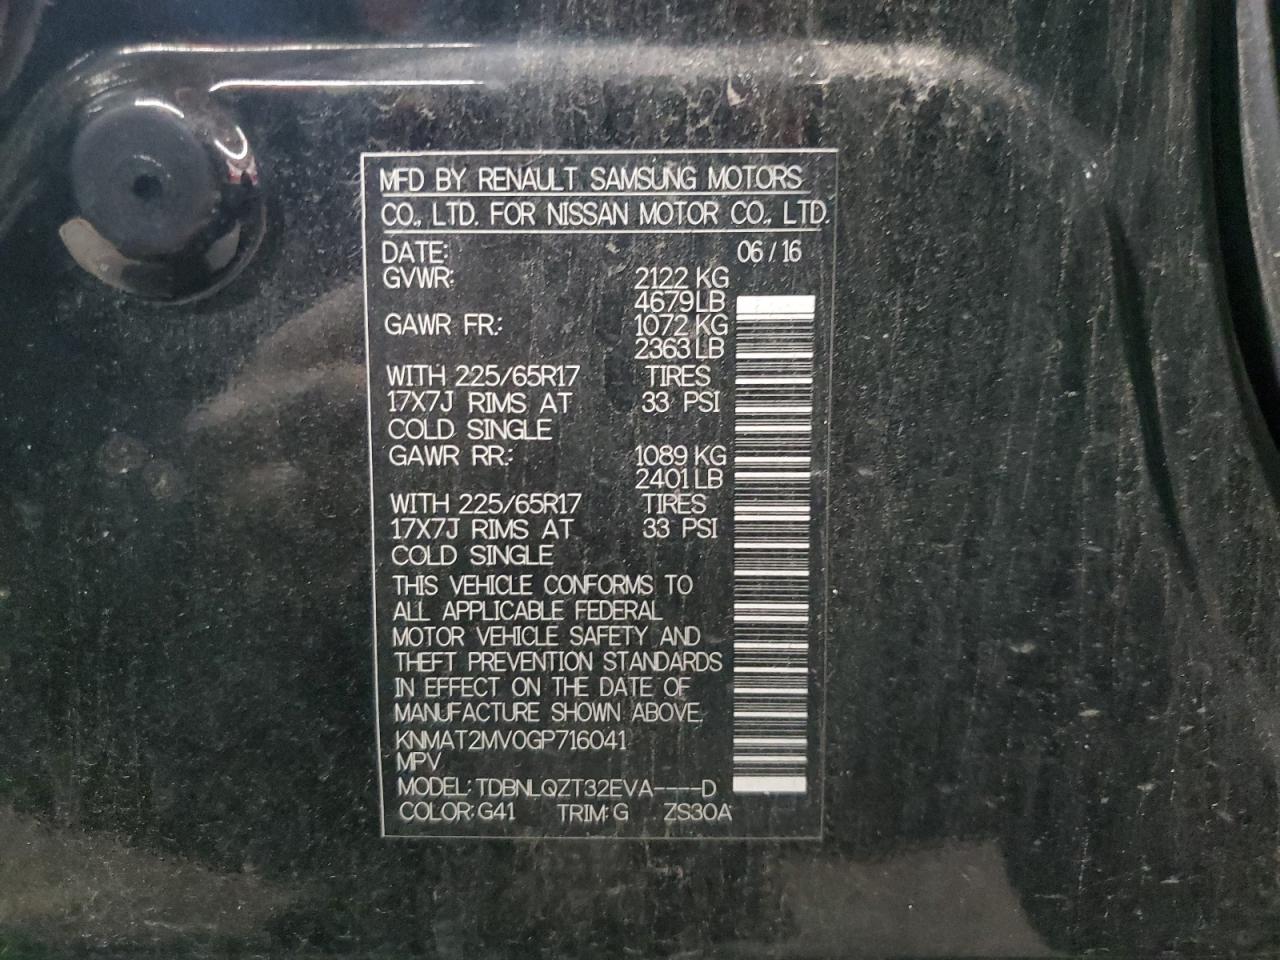 MFD BY RENAULT SAMSUNG MOTORS
CO., LTD. FOR NISSAN MOTOR CO., LTD.
DATE: 06 / 16
GVWR: 2122 KG
4679LB
GAWR FR.: 1072 KG
2363LB
WITH 225/65R17 TIRES
17X7J RIMS AT 33 PSI
COLD SINGLE
GAWR RR.: 1089 KG
2401LB
WITH 225/65R17 TIRES
17X7J RIMS AT 33 PSI
COLD SINGLE
THIS VEHICLE CONFORMS TO
ALL APPLICABLE FEDERAL
MOTOR VEHICLE SAFETY AND
THEFT PREVENTION STANDARDS
IN EFFECT ON THE DATE OF
MANUFACTURE SHOWN ABOVE.
KNMAT2MV0GP716041
MPV
MODEL: TDBNLQZT32EVA----D
COLOR: G41 TRIM: G ZS30A